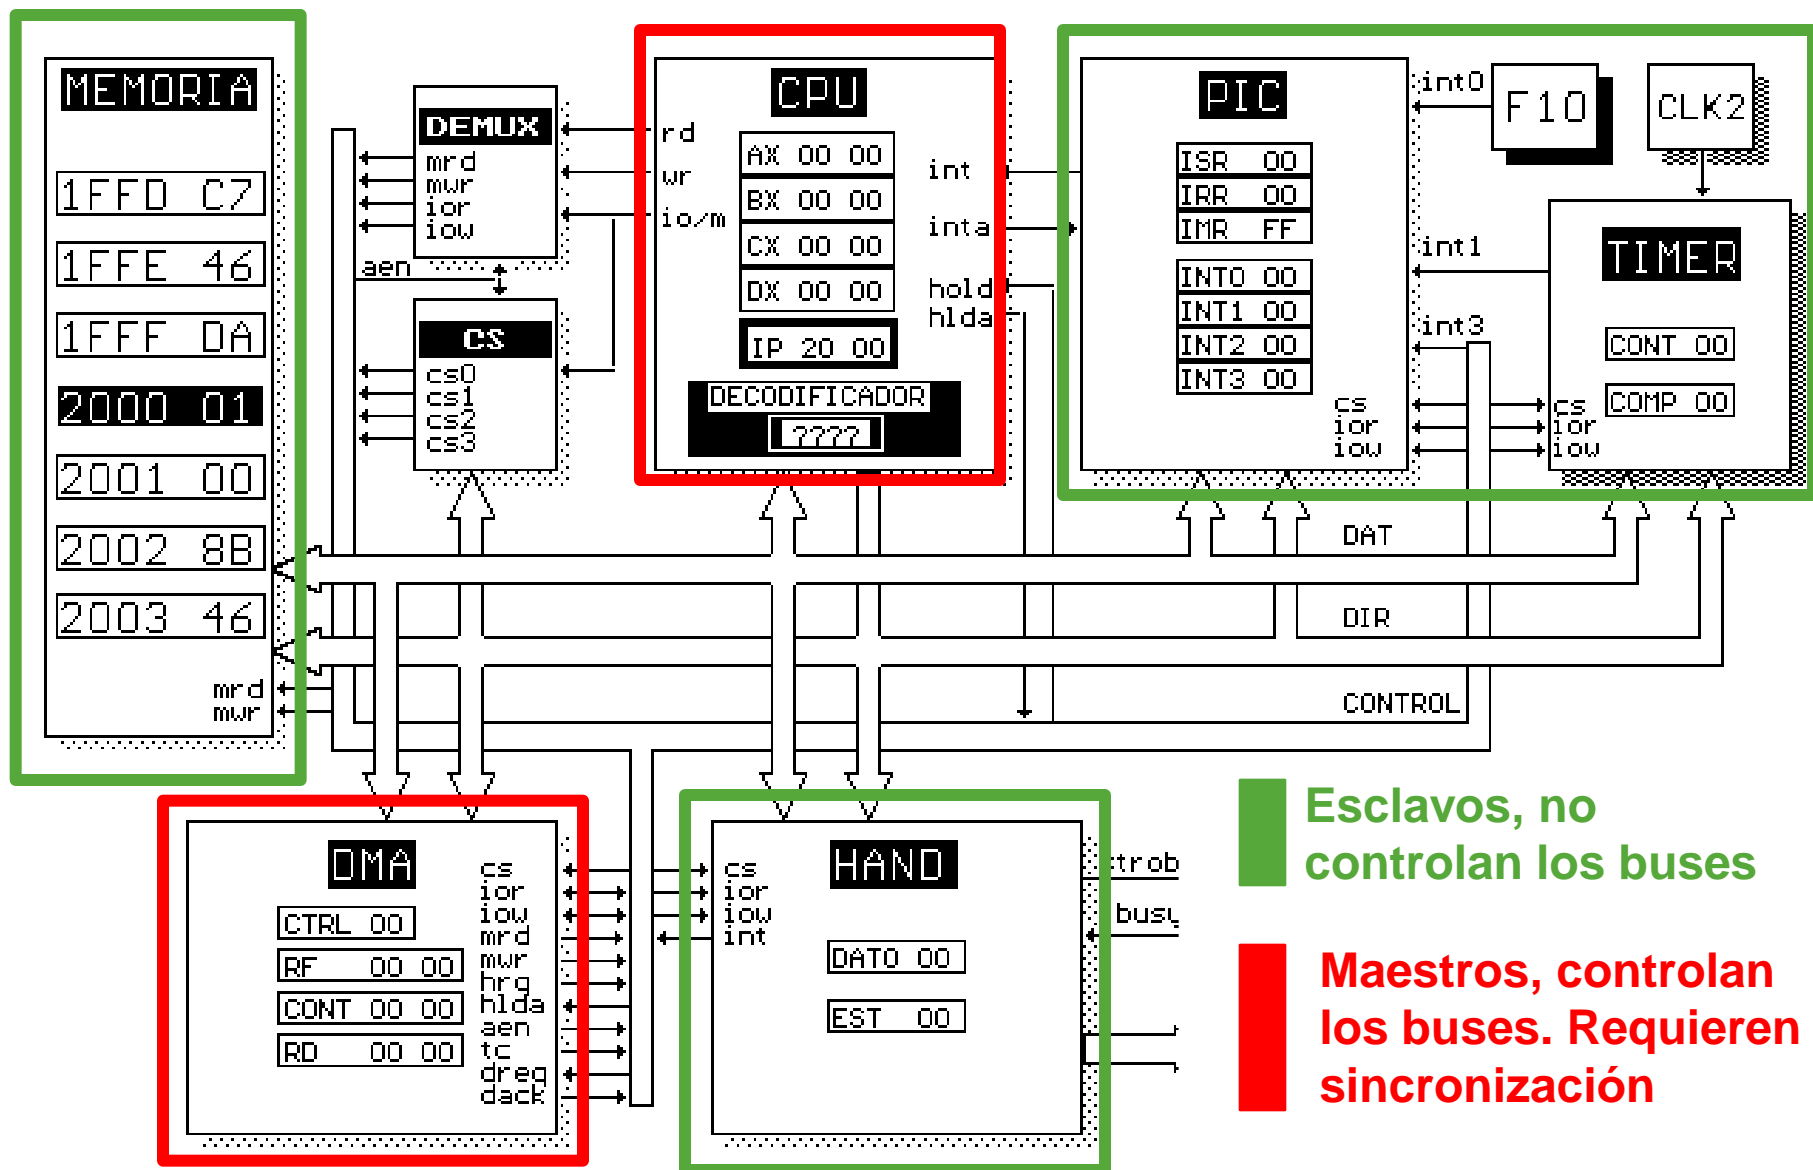 MEMORIA
1FFD C7
1FFE 46
1FFF DA
2000 01
2001 00
2002 8B
2003 46
mrd
mwr
DEMUX
mrd
mwr
ior
iow
aen
CS
cs0
cs1
cs2
cs3
rd
wr
io/m
CPU
AX 00 00
BX 00 00
CX 00 00
DX 00 00
IP 20 00
DECODIFICADOR
????
int
inta
hold
hlda
PIC
ISR 00
IRR 00
IMR FF
INT0 00
INT1 00
INT2 00
INT3 00
cs
ior
iow
int0
int1
int3
F10
CLK2
TIMER
CONT 00
COMP 00
cs
ior
iow
DAT
DIR
CONTROL
DMA
CTRL 00
RF 00 00
CONT 00 00
RD 00 00
cs
ior
iow
mrd
mwr
hrq
hlda
aen
tc
dreq
dack
HAND
cs
ior
iow
int
DATO 00
EST 00
busy
Esclavos, no
controlan los buses
Maestros, controlan
los buses. Requieren
sincronización